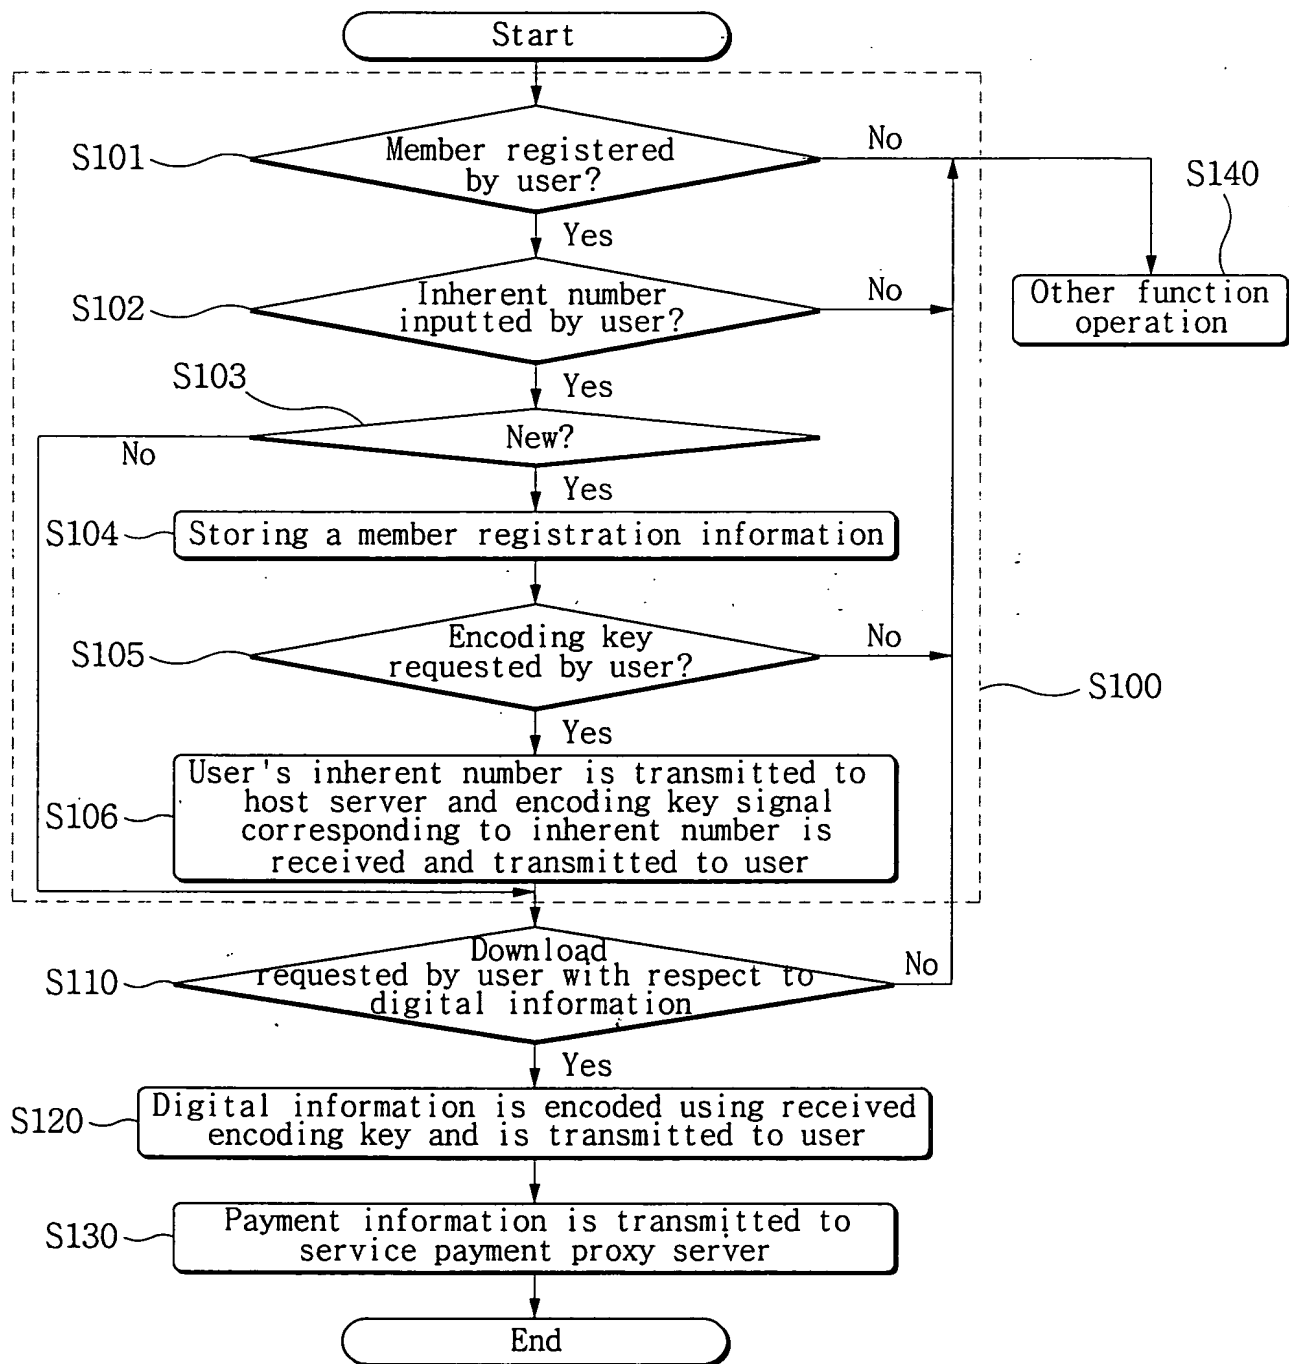 Start
S101
Member registered
by user?
No
Yes
S140
Other function
operation
S102
Inherent number
inputted by user?
No
Yes
S103
New?
No
Yes
S104
Storing a member registration information
S105
Encoding key
requested by user?
No
Yes
S100
S106
User's inherent number is transmitted to
host server and encoding key signal
corresponding to inherent number is
received and transmitted to user
S110
Download
requested by user with respect to
digital information
No
Yes
S120
Digital information is encoded using received
encoding key and is transmitted to user
S130
Payment information is transmitted to
service payment proxy server
End